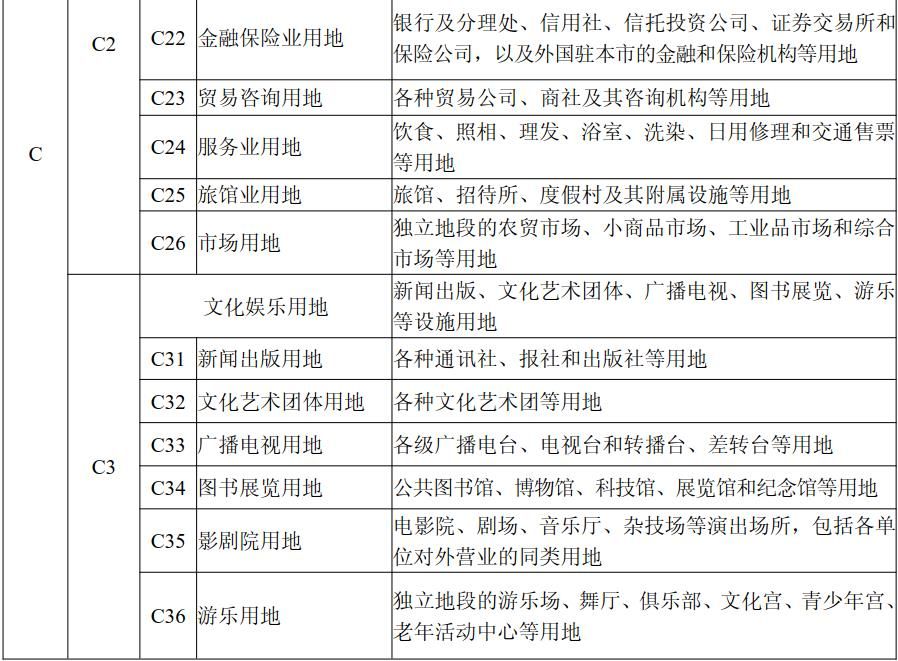 C
C2
C22 金融保险业用地
银行及分理处、信用社、信托投资公司、证券交易所和
保险公司，以及外国驻本市的金融和保险机构等用地
C23 贸易咨询用地
各种贸易公司、商社及其咨询机构等用地
C24 服务业用地
饮食、照相、理发、浴室、洗染、日用修理和交通售票
等用地
C25 旅馆业用地
旅馆、招待所、度假村及其附属设施等用地
C26 市场用地
独立地段的农贸市场、小商品市场、工业品市场和综合
市场等用地
C3
文化娱乐用地
新闻出版、文化艺术团体、广播电视、图书展览、游乐
等设施用地
C31 新闻出版用地
各种通讯社、报社和出版社等用地
C32 文化艺术团体用地
各种文化艺术团等用地
C33 广播电视用地
各级广播电台、电视台和转播台、差转台等用地
C34 图书展览用地
公共图书馆、博物馆、科技馆、展览馆和纪念馆等用地
C35 影剧院用地
电影院、剧场、音乐厅、杂技场等演出场所，包括各单
位对外营业的同类用地
C36 游乐用地
独立地段的游乐场、舞厅、俱乐部、文化宫、青少年宫、
老年活动中心等用地